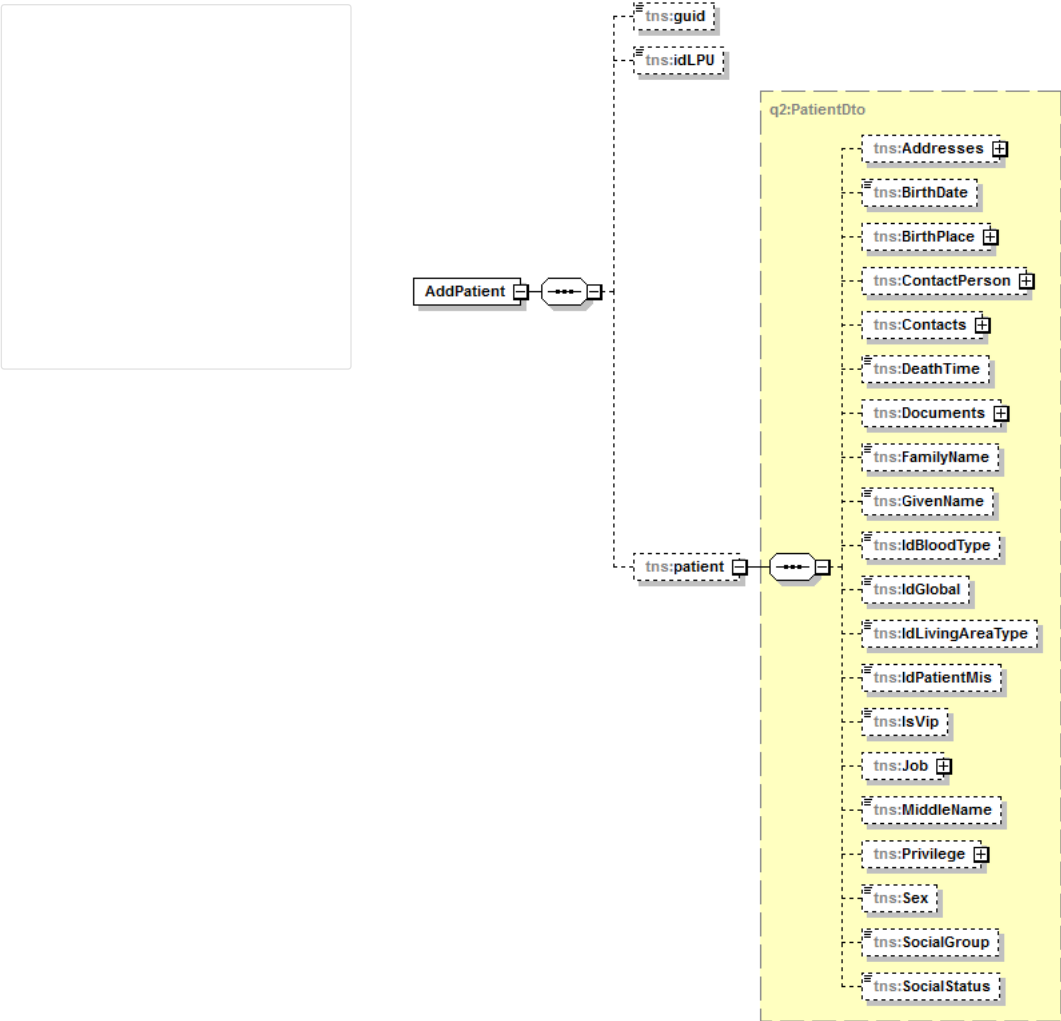 tns:guid
tns:idLPU
q2:PatientDto
tns:Addresses
tns:BirthDate
tns:BirthPlace
AddPatient
tns:ContactPerson
tns:Contacts
tns:DeathTime
tns:Documents
tns:FamilyName
tns:GivenName
tns:IdBloodType
tns:patient
tns:IdGlobal
tns:IdLivingAreaType
tns:IdPatientMis
tns:IsVip
tns:Job
tns:MiddleName
tns:Privilege
tns:Sex
tns:SocialGroup
tns:SocialStatus